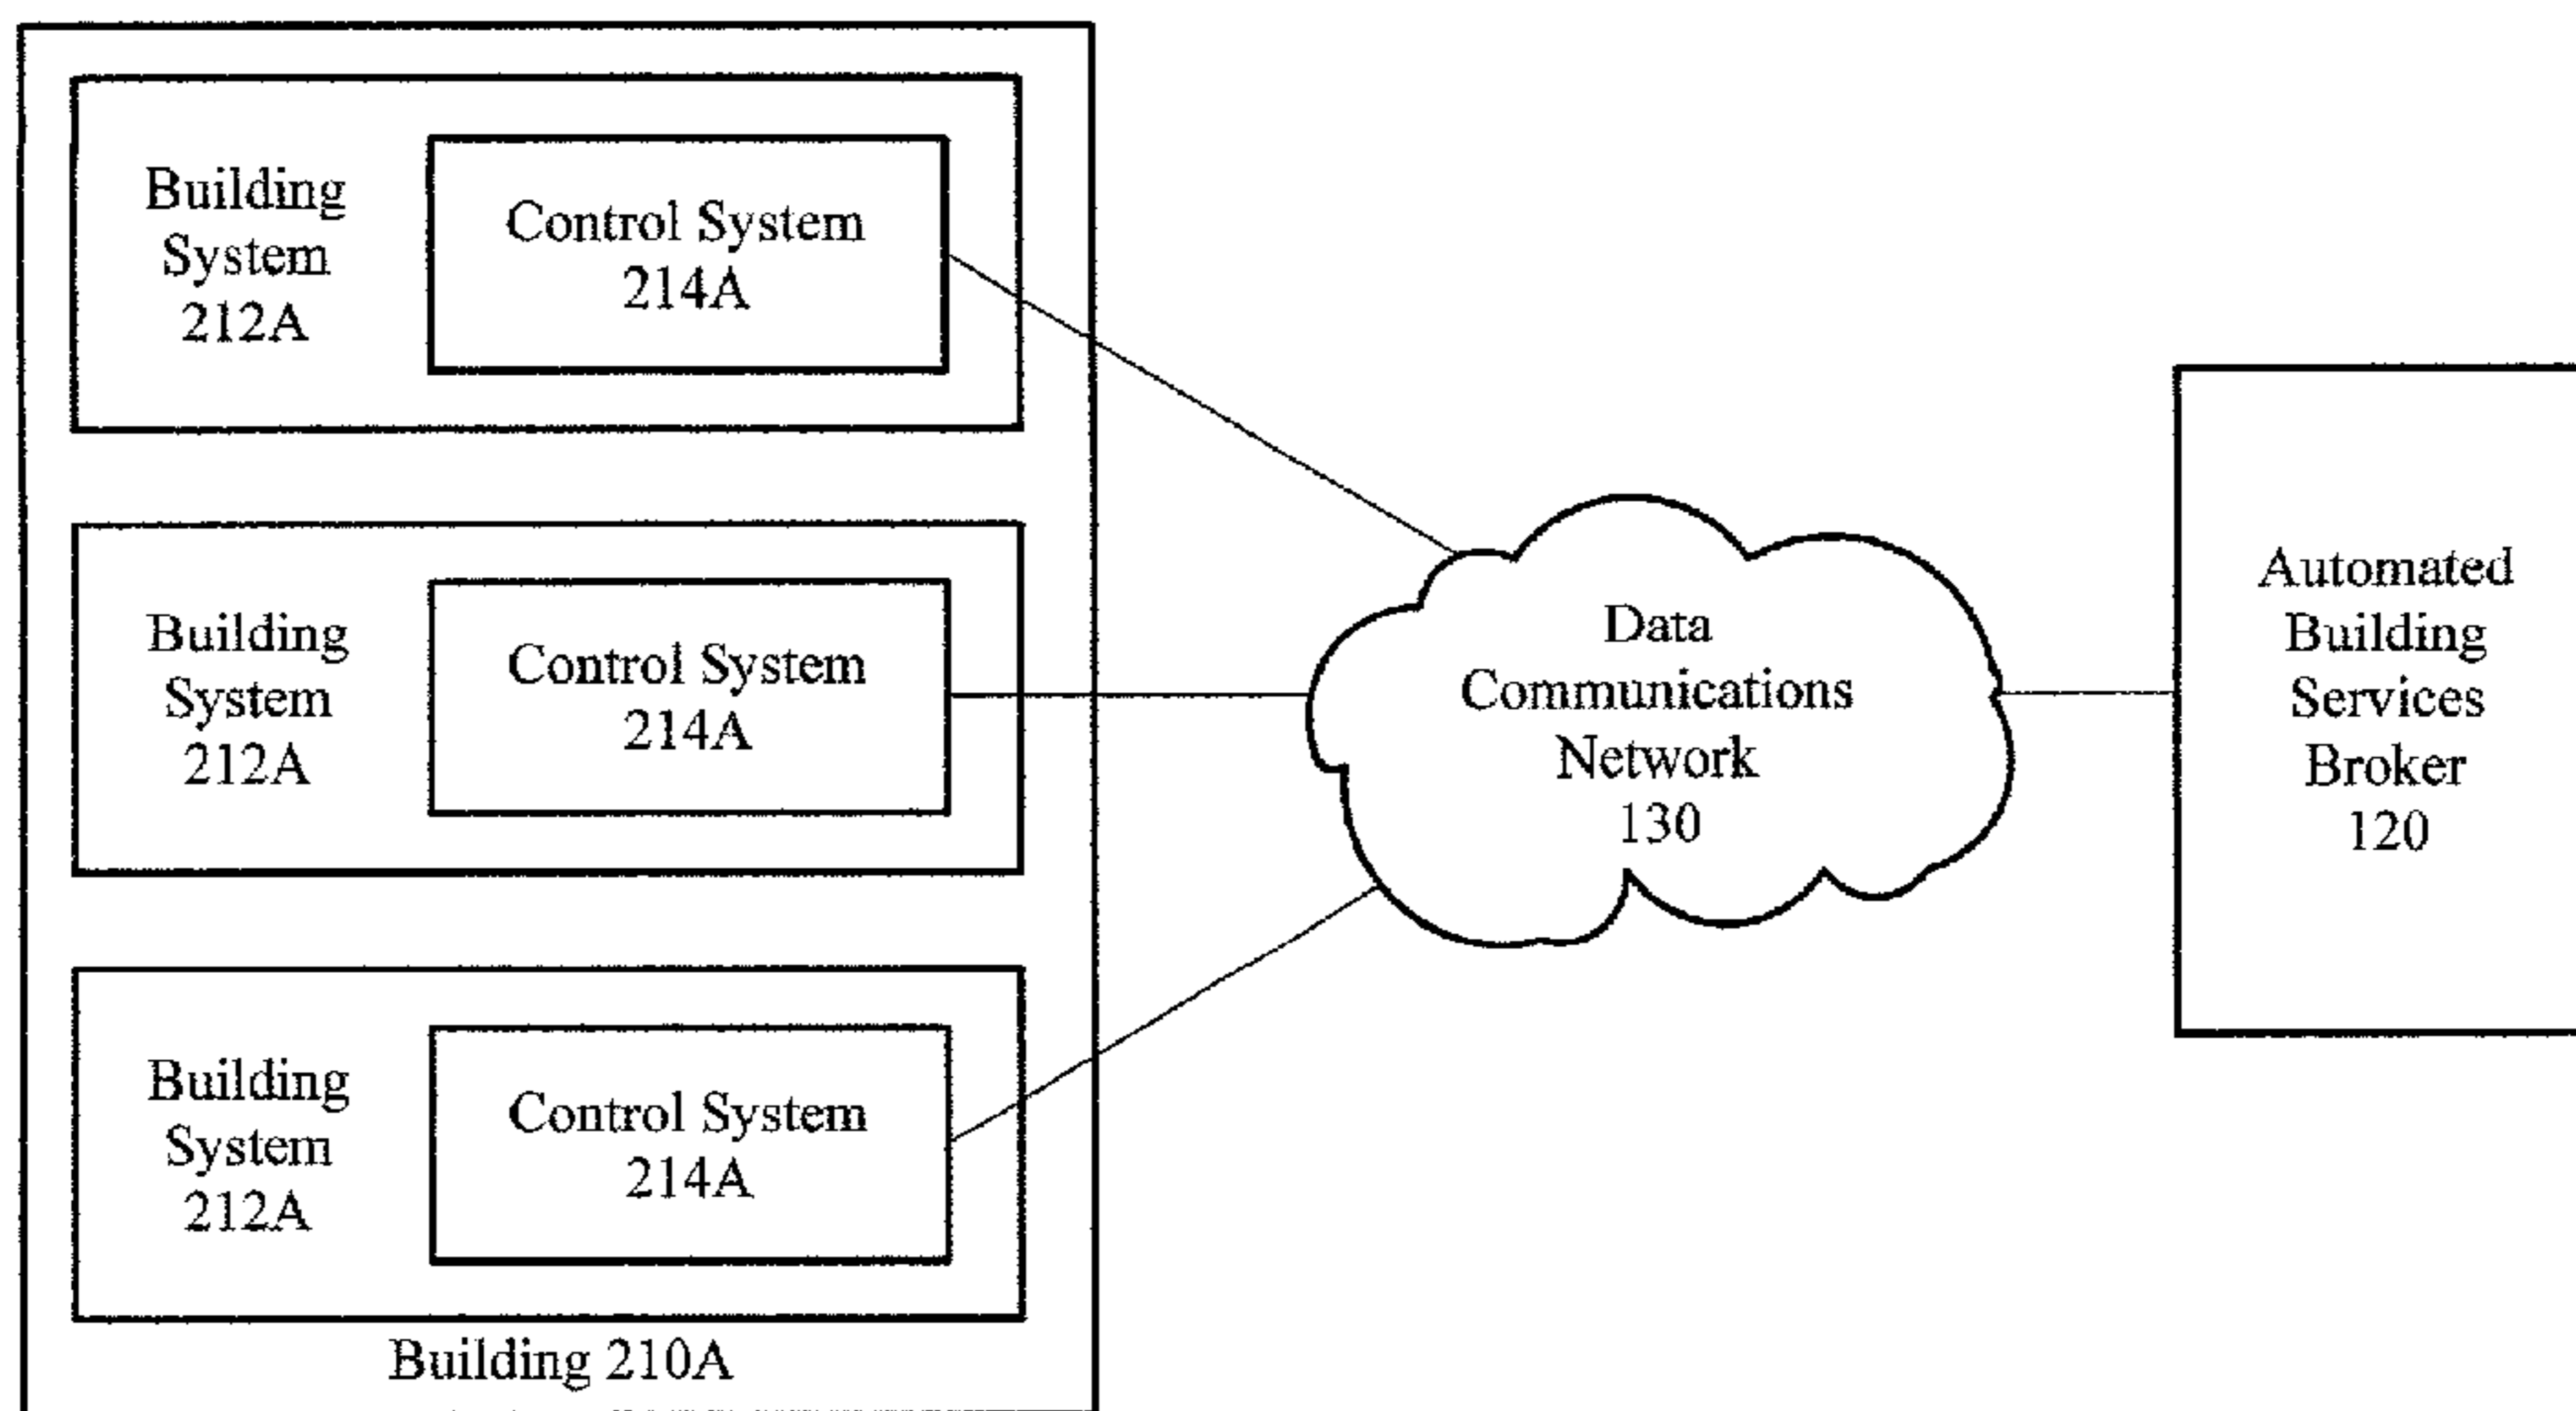 Building
System
212A
Control System
214A
Building
System
212A
Control System
214A
Building
System
212A
Control System
214A
Building 210A
Data
Communications
Network
130
Automated
Building
Services
Broker
120